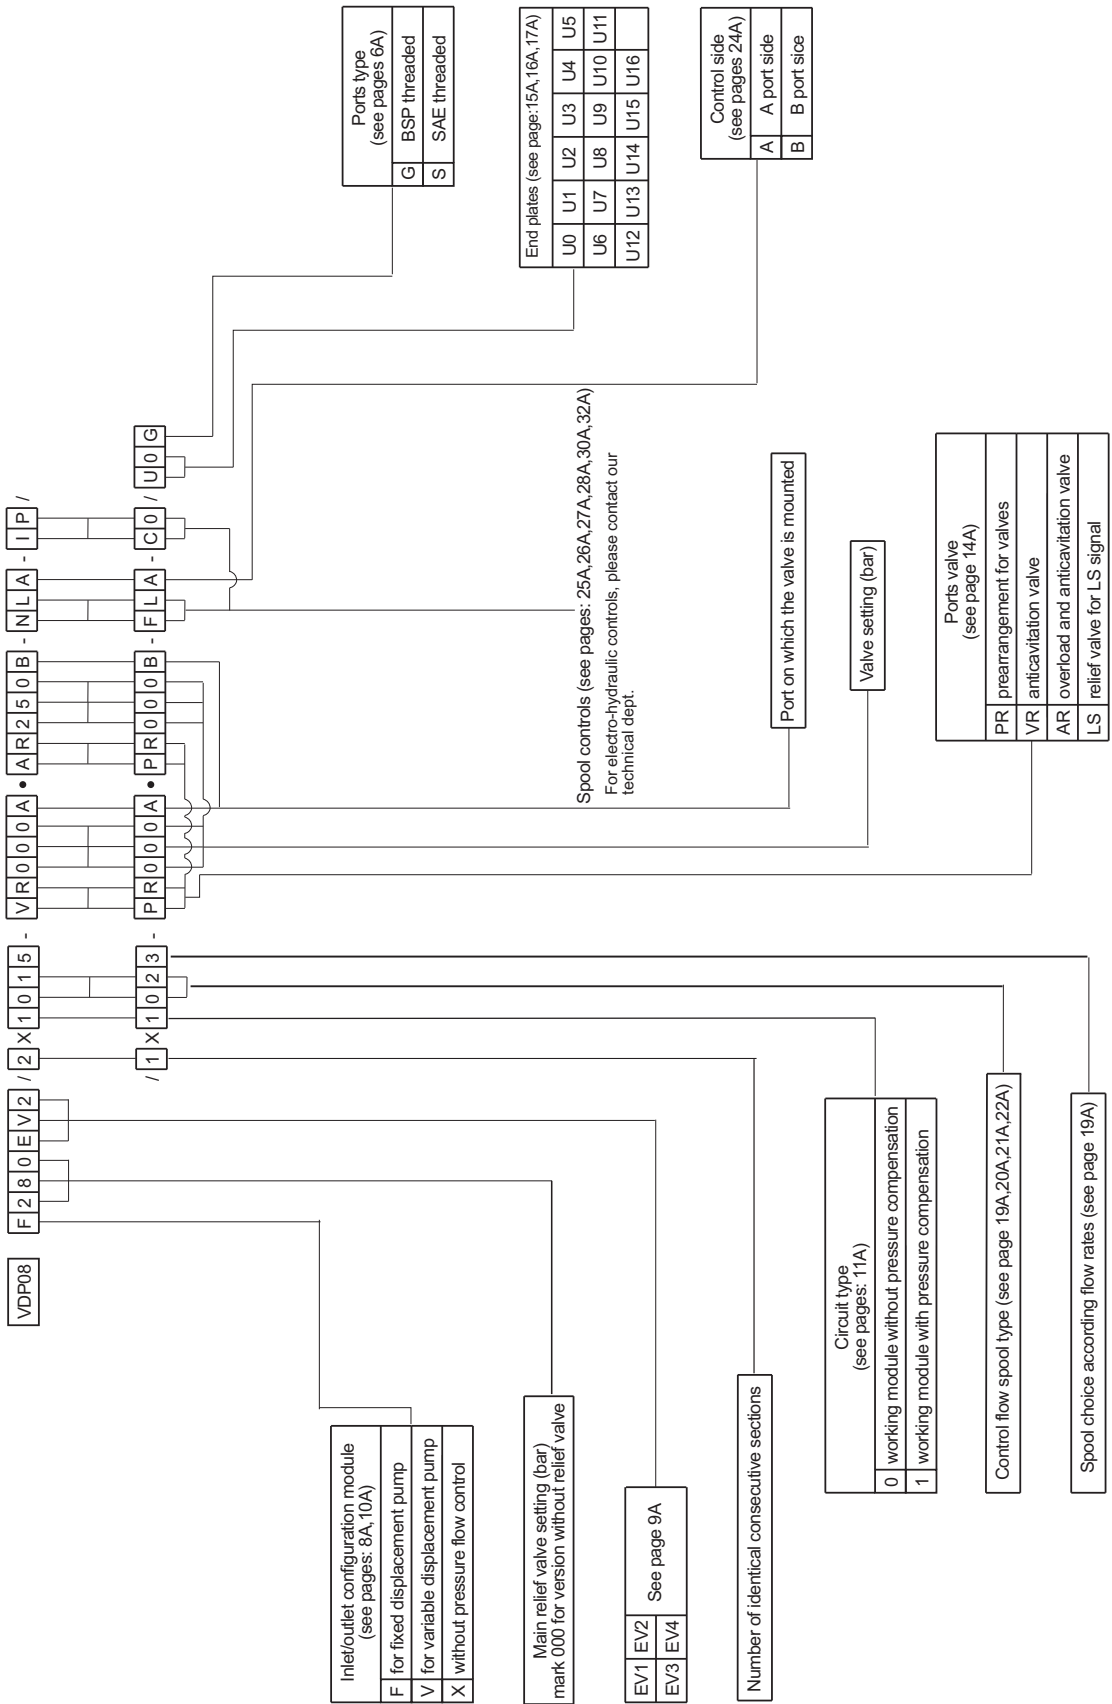 VDP08 F 2 8 0 E V 2 / 2 X 1 0 1 5 - V R 0 0 0 A • A R 2 5 0 B - N L A - I P /
/ 1 X 1 0 2 3 - P R 0 0 0 A • P R 0 0 0 B - F L A - C 0 / U 0 G
Inlet/outlet configuration module
(see pages: 8A,10A)
F for fixed displacement pump
V for variable displacement pump
X without pressure flow control
Main relief valve setting (bar)
mark 000 for version without relief valve
EV1 EV2
EV3 EV4
See page 9A
Number of identical consecutive sections
Circuit type
(see pages: 11A)
0 working module without pressure compensation
1 working module with pressure compensation
Control flow spool type (see page 19A,20A,21A,22A)
Spool choice according flow rates (see page 19A)
Ports valve
(see page 14A)
PR prearrangement for valves
VR anticavitation valve
AR overload and anticavitation valve
LS relief valve for LS signal
Valve setting (bar)
Port on which the valve is mounted
Spool controls (see pages: 25A,26A,27A,28A,30A,32A)
For electro-hydraulic controls, please contact our
technical dept.
Control side
(see pages 24A)
A A port side
B B port sice
End plates (see page:15A,16A,17A)
U0 U1 U2 U3 U4 U5
U6 U7 U8 U9 U10 U11
U12 U13 U14 U15 U16
Ports type
(see pages 6A)
G BSP threaded
S SAE threaded